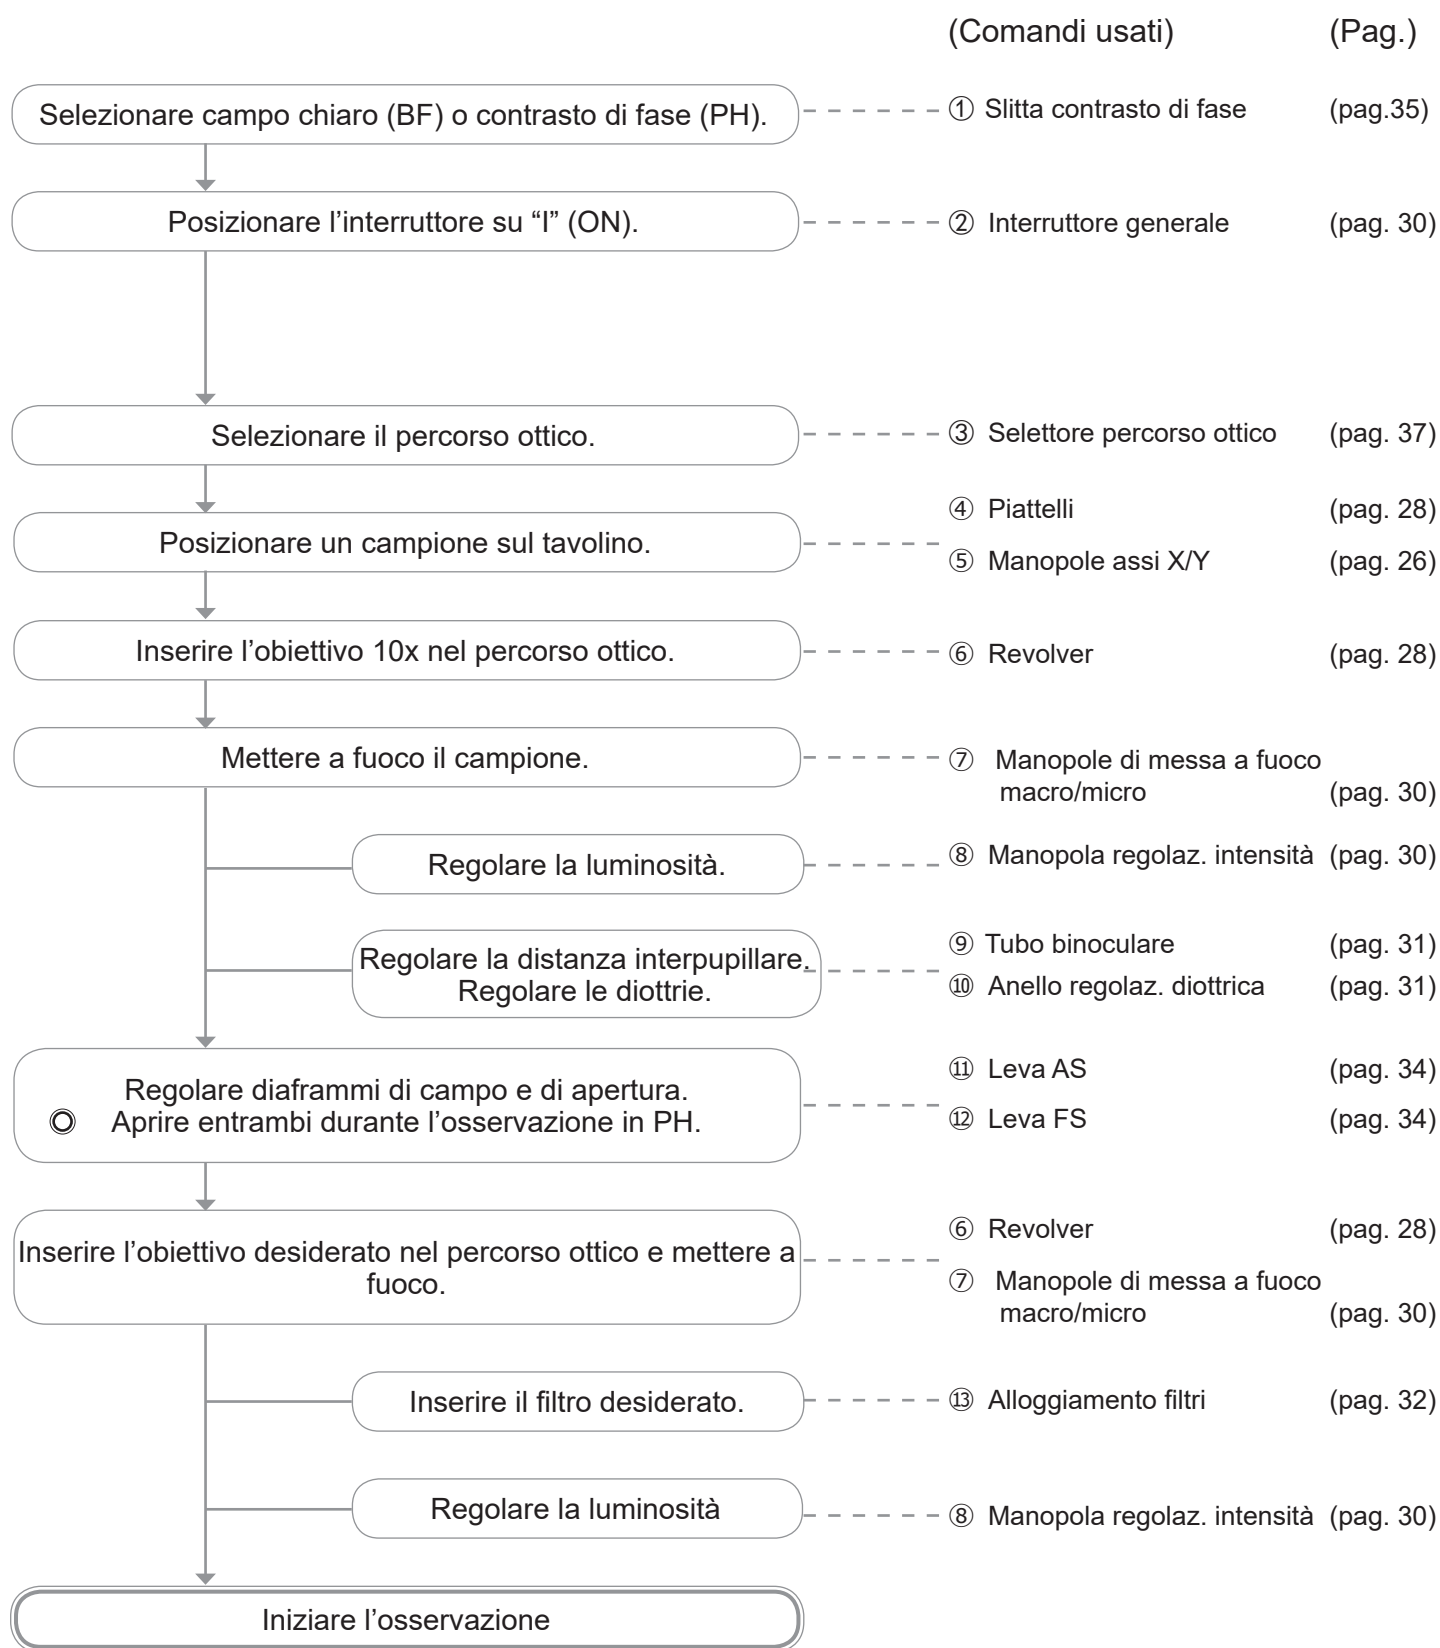 (Comandi usati) (Pag.)
Selezionare campo chiaro (BF) o contrasto di fase (PH). ① Slitta contrasto di fase (pag.35)
Posizionare l’interruttore su “I” (ON). ② Interruttore generale (pag. 30)
Selezionare il percorso ottico. ③ Selettore percorso ottico (pag. 37)
④ Piattelli (pag. 28)
Posizionare un campione sul tavolino.
⑤ Manopole assi X/Y (pag. 26)
Inserire l’obiettivo 10x nel percorso ottico. ⑥ Revolver (pag. 28)
Mettere a fuoco il campione. ⑦ Manopole di messa a fuoco
macro/micro (pag. 30)
Regolare la luminosità. ⑧ Manopola regolaz. intensità (pag. 30)
Regolare la distanza interpupillare. ⑨ Tubo binoculare (pag. 31)
Regolare le diottrie. ⑩ Anello regolaz. diottrica (pag. 31)
Regolare diaframmi di campo e di apertura. ⑪ Leva AS (pag. 34)
Aprire entrambi durante l’osservazione in PH. ⑫ Leva FS (pag. 34)
⑥ Revolver (pag. 28)
Inserire l’obiettivo desiderato nel percorso ottico e mettere a
fuoco. ⑦ Manopole di messa a fuoco
macro/micro (pag. 30)
Inserire il filtro desiderato. ⑬ Alloggiamento filtri (pag. 32)
Regolare la luminosità ⑧ Manopola regolaz. intensità (pag. 30)
Iniziare l’osservazione